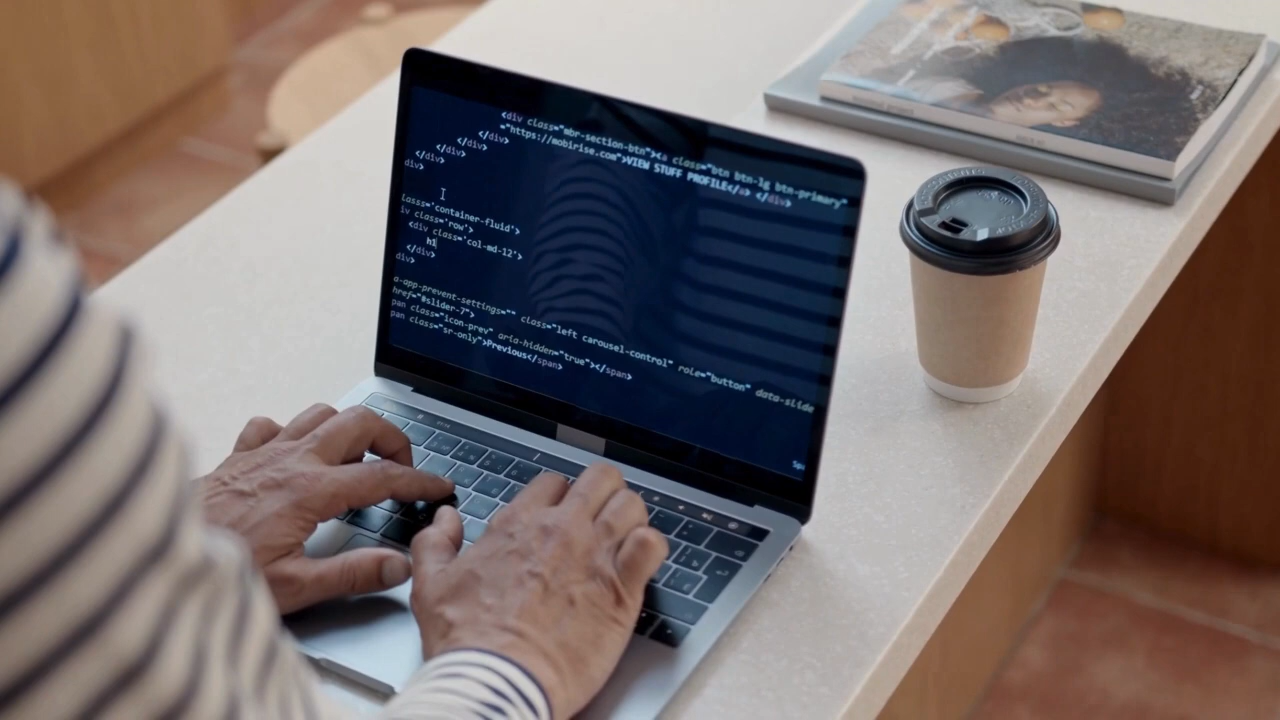 <div class="mbr-section-btn"><a class="btn btn-lg btn-primary"
="https://mobirise.com">VIEW STUFF PROFILE</a> </div>
</div>
</div>
</div>
div>
lasss='container-fluid'>
iv class='row'>
<div class='col-md-12'>
h1
</div>
div>
a-app-prevent-settings="" class="left carousel-control" role="button" data-slide
href="#slider-7">
pan class="icon-prev" aria-hidden="true"></span>
pan class="sr-only">Previous</span>